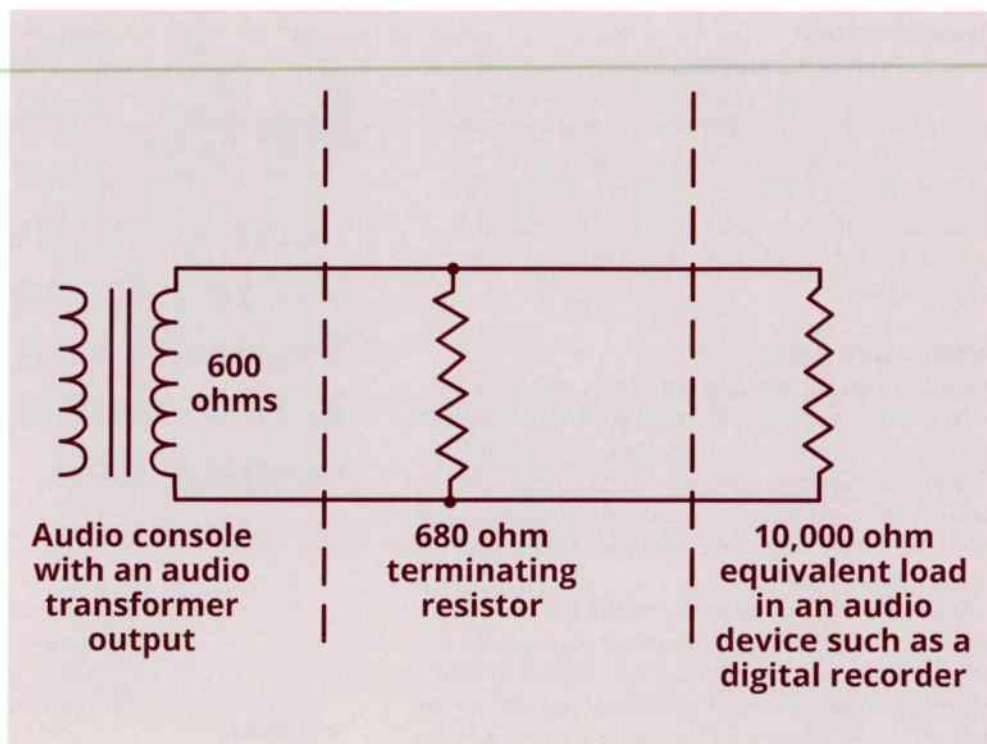 600
ohms
Audio console
with an audio
transformer
output
680 ohm
terminating
resistor
10,000 ohm
equivalent load
in an audio
device such as a
digital recorder